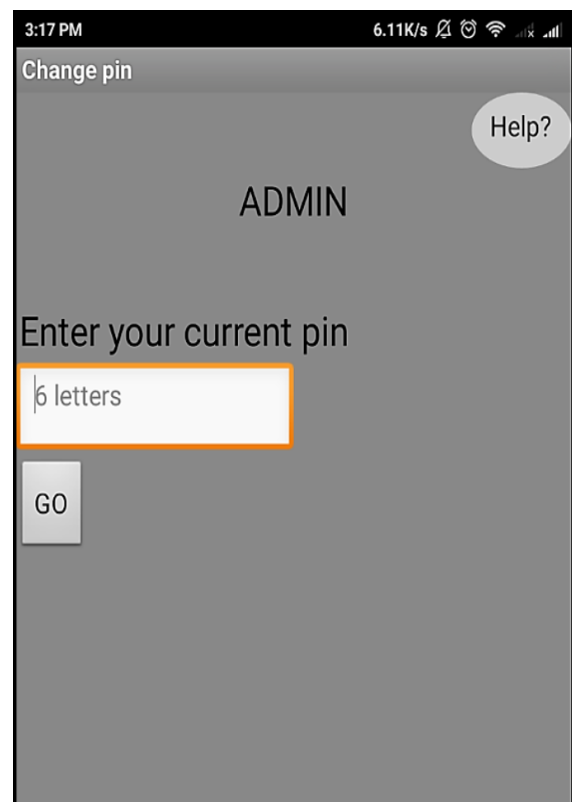 3:17 PM 6.11K/s
Change pin
Help?
ADMIN
Enter your current pin
6 letters
GO